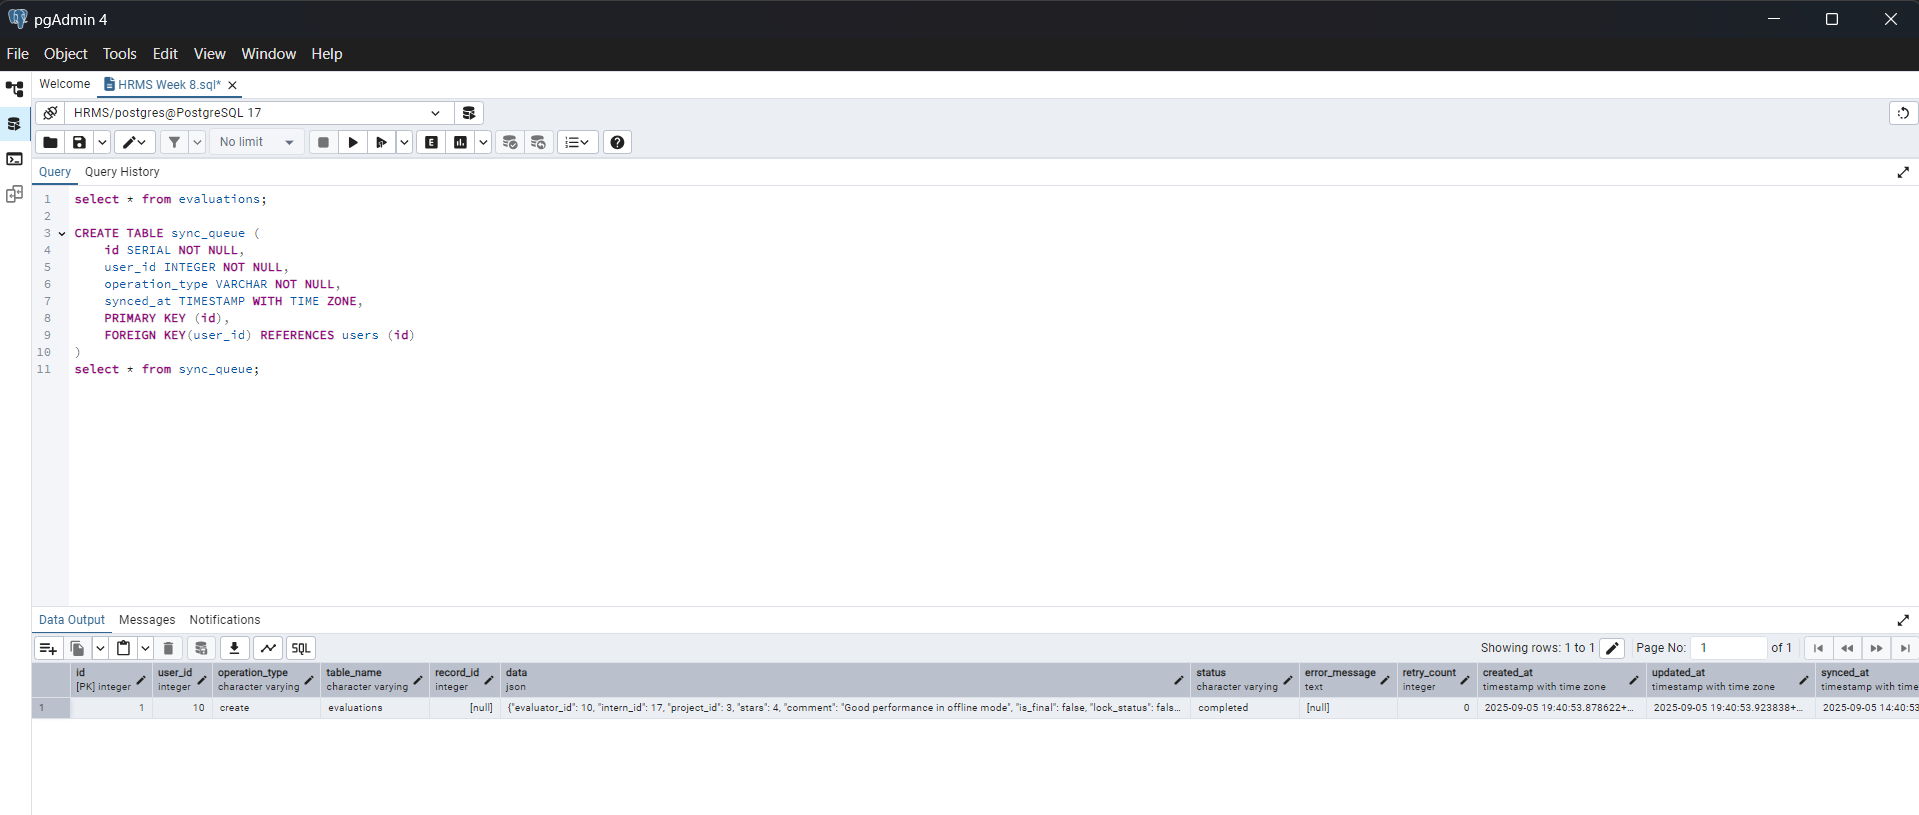 pgAdmin 4
File Object Tools Edit View Window Help
Welcome HRMS Week 8.sql*
HRMS/postgres@PostgreSQL 17
No limit
Query Query History
1 select * from evaluations;
2
3 CREATE TABLE sync_queue (
4 id SERIAL NOT NULL,
5 user_id INTEGER NOT NULL,
6 operation_type VARCHAR NOT NULL,
7 synced_at TIMESTAMP WITH TIME ZONE,
8 PRIMARY KEY (id),
9 FOREIGN KEY(user_id) REFERENCES users (id)
10 )
11 select * from sync_queue;
Data Output Messages Notifications
SQL Showing rows: 1 to 1 Page No: 1 of 1
id user_id operation_type table_name record_id data status error_message retry_count created_at updated_at synced_at
[PK] integer integer character varying character varying integer json character varying text integer timestamp with time zone timestamp with time zone timestamp with time
1 1 10 create evaluations [null] {"evaluator_id": 10, "intern_id": 17, "project_id": 3, "stars": 4, "comment": "Good performance in offline mode", "is_final": false, "lock_status": fals... completed [null] 0 2025-09-05 19:40:53.878622+... 2025-09-05 19:40:53.923838+... 2025-09-05 14:40:53